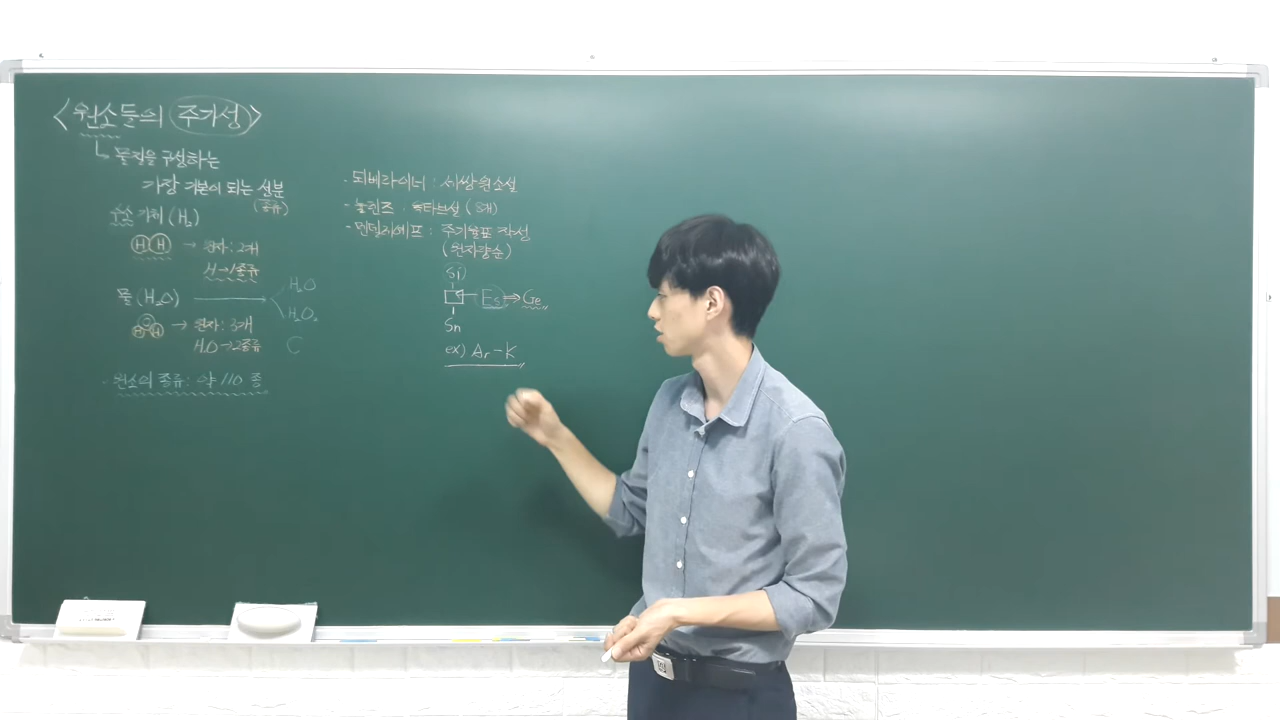 <원소들의 주기성>
물질을 구성하는
가장 기본이 되는 성분
(종류)
수소 기체 (H₂)
H H → 원자: 2개
H → 1종류
물 (H₂O)
H₂O
H₂O₂
H O H → 원자: 3개
H, O → 2종류
C
· 원소의 종류: 약 110 종
· 되베라이너 : 세쌍원소설
· 뉼런즈 : 옥타브설 (8개)
· 멘델레예프 : 주기율표 작성
(원자량순)
Si
Es ⇒ Ge
Sn
ex) Ar - K